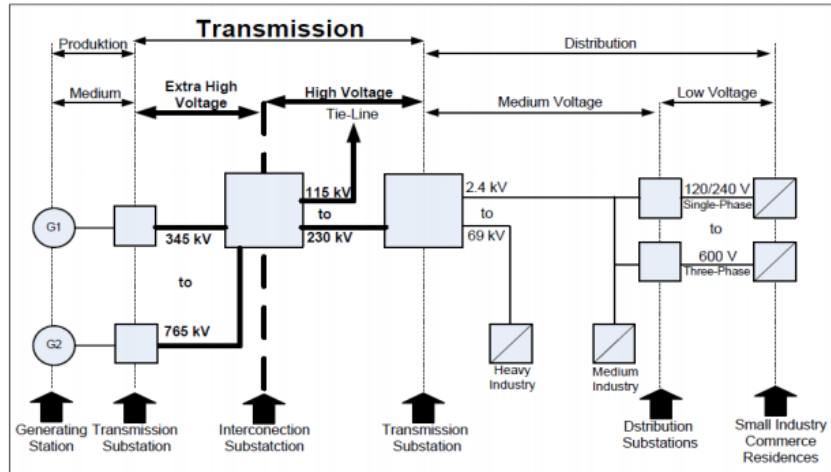 Transmission
Produktion
Distribution
Medium
Extra High
Voltage
High Voltage
Tie-Line
Medium Voltage
Low Voltage
115 kV
to
230 kV
2.4 kV
to
69 kV
120/240 V
Single-Phase
to
600 V
Three-Phase
G1
345 kV
to
765 kV
G2
Heavy
Industry
Medium
Industry
Generating
Station
Transmission
Substation
Interconection
Substatction
Transmission
Substation
Dstribution
Substations
Small Industry
Commerce
Residences